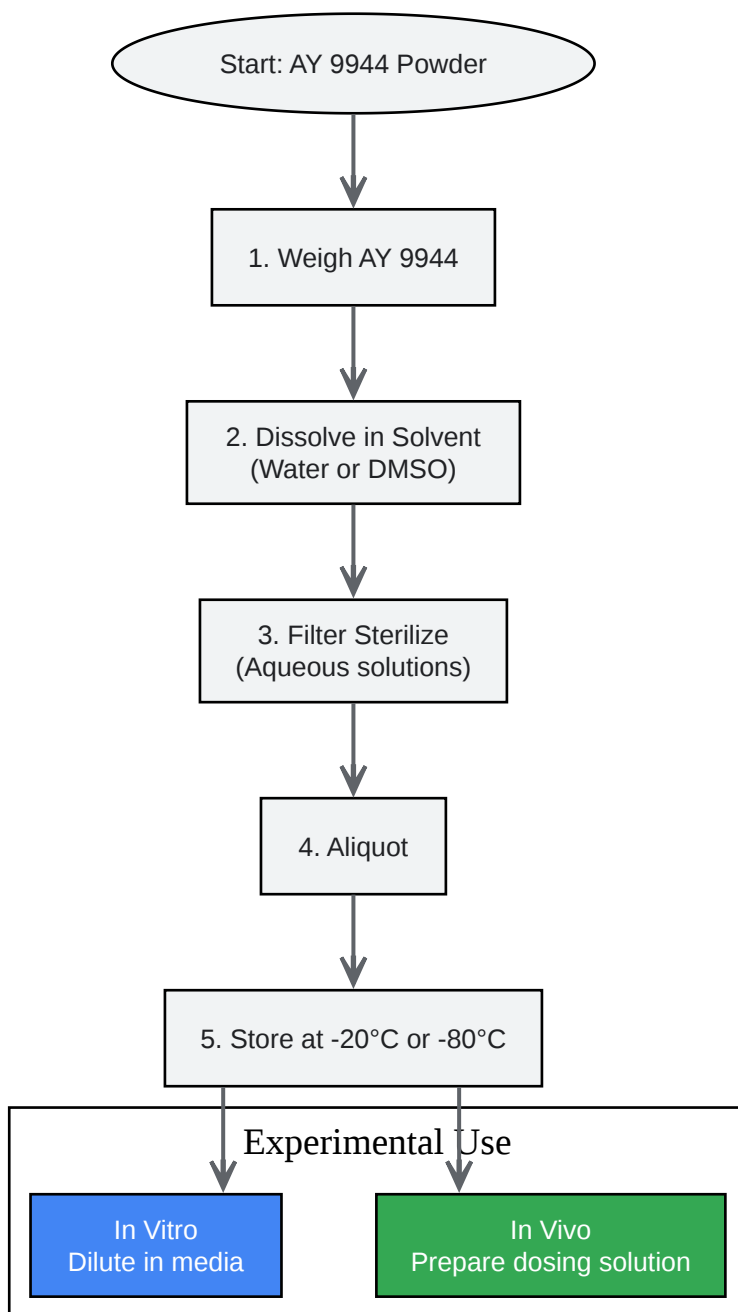 Start: AY 9944 Powder
1. Weigh AY 9944
2. Dissolve in Solvent
(Water or DMSO)
3. Filter Sterilize
(Aqueous solutions)
4. Aliquot
5. Store at -20°C or -80°C
Experimental Use
In Vitro
Dilute in media
In Vivo
Prepare dosing solution